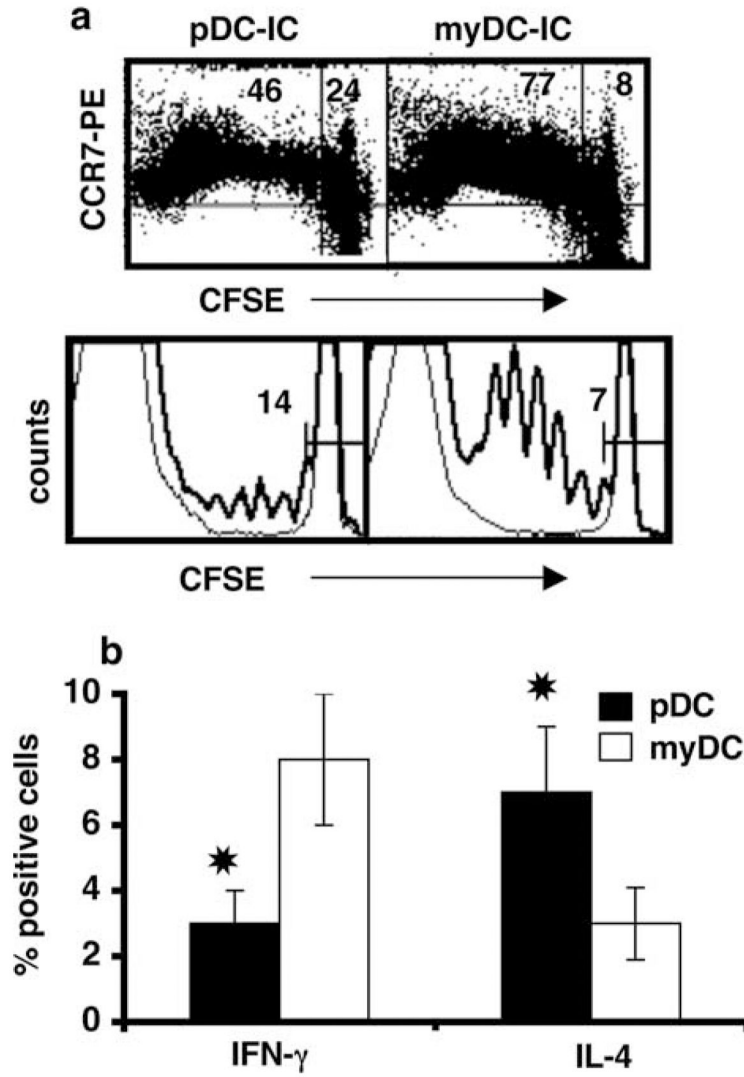 a
pDC-IC myDC-IC
CCR7-PE
46 24 77 8
CFSE
counts
14 7
CFSE
b
% positive cells
10
8
6
4
2
0
pDC
myDC
IFN-γ IL-4